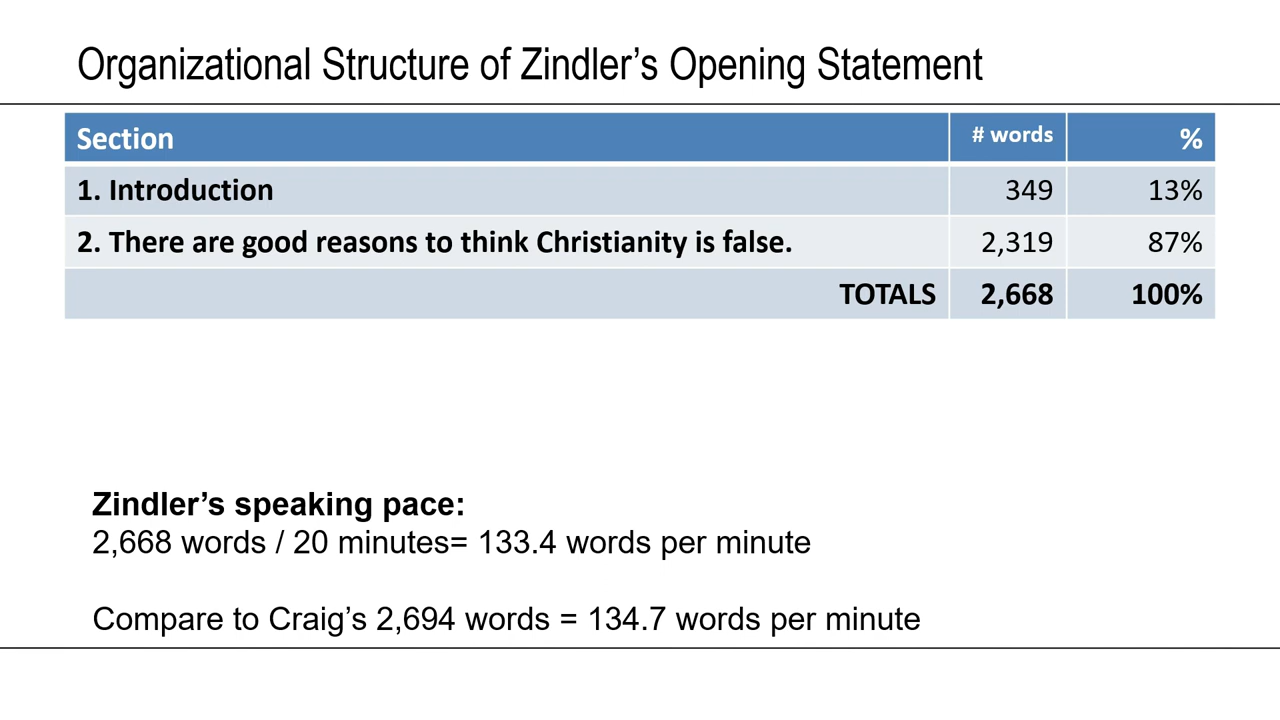 Organizational Structure of Zindler’s Opening Statement
Section # words %
1. Introduction 349 13%
2. There are good reasons to think Christianity is false. 2,319 87%
TOTALS 2,668 100%
Zindler’s speaking pace:
2,668 words / 20 minutes= 133.4 words per minute
Compare to Craig’s 2,694 words = 134.7 words per minute